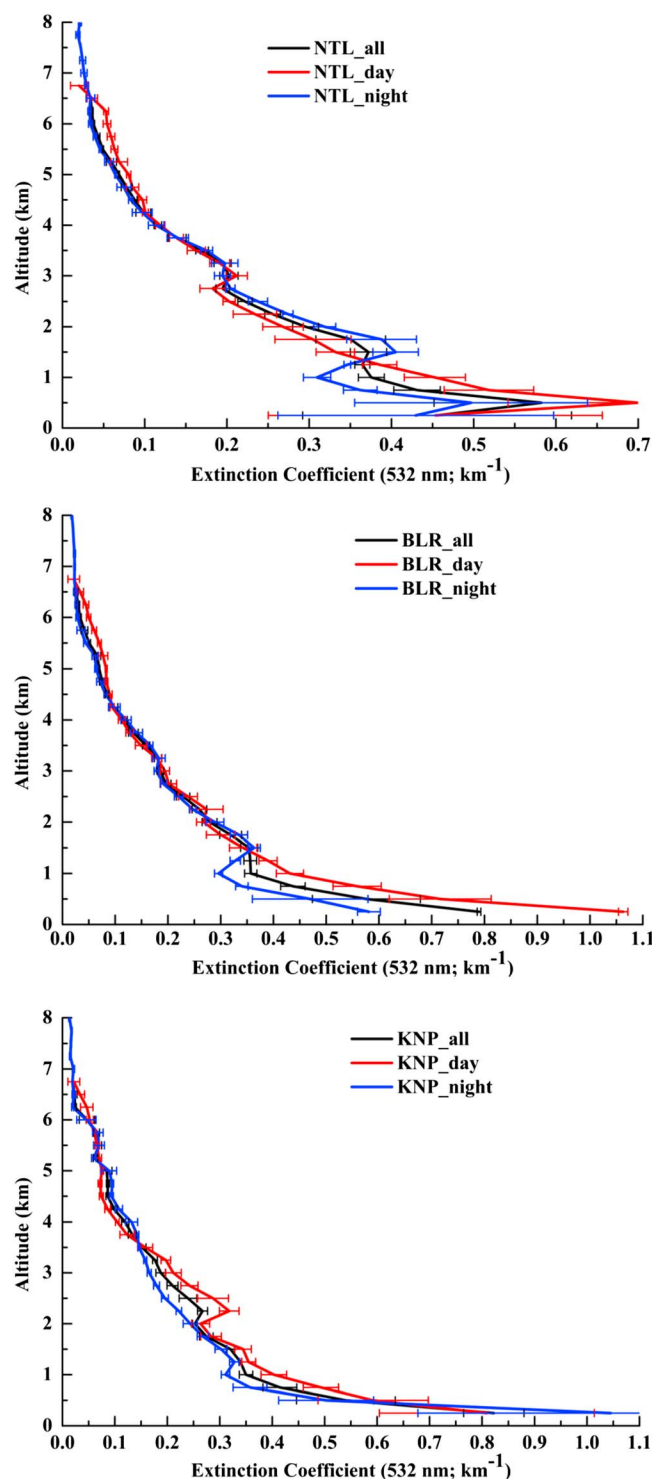 8
7
6
5
4
3
2
1
0
Altitude (km)
NTL_all
NTL_day
NTL_night
0.0 0.1 0.2 0.3 0.4 0.5 0.6 0.7
Extinction Coefficient (532 nm; km-1)
8
7
6
5
4
3
2
1
0
Altitude (km)
BLR_all
BLR_day
BLR_night
0.0 0.1 0.2 0.3 0.4 0.5 0.6 0.7 0.8 0.9 1.0 1.1
Extinction Coefficient (532 nm; km-1)
8
7
6
5
4
3
2
1
0
Altitude (km)
KNP_all
KNP_day
KNP_night
0.0 0.1 0.2 0.3 0.4 0.5 0.6 0.7 0.8 0.9 1.0 1.1
Extinction Coefficient (532 nm; km-1)